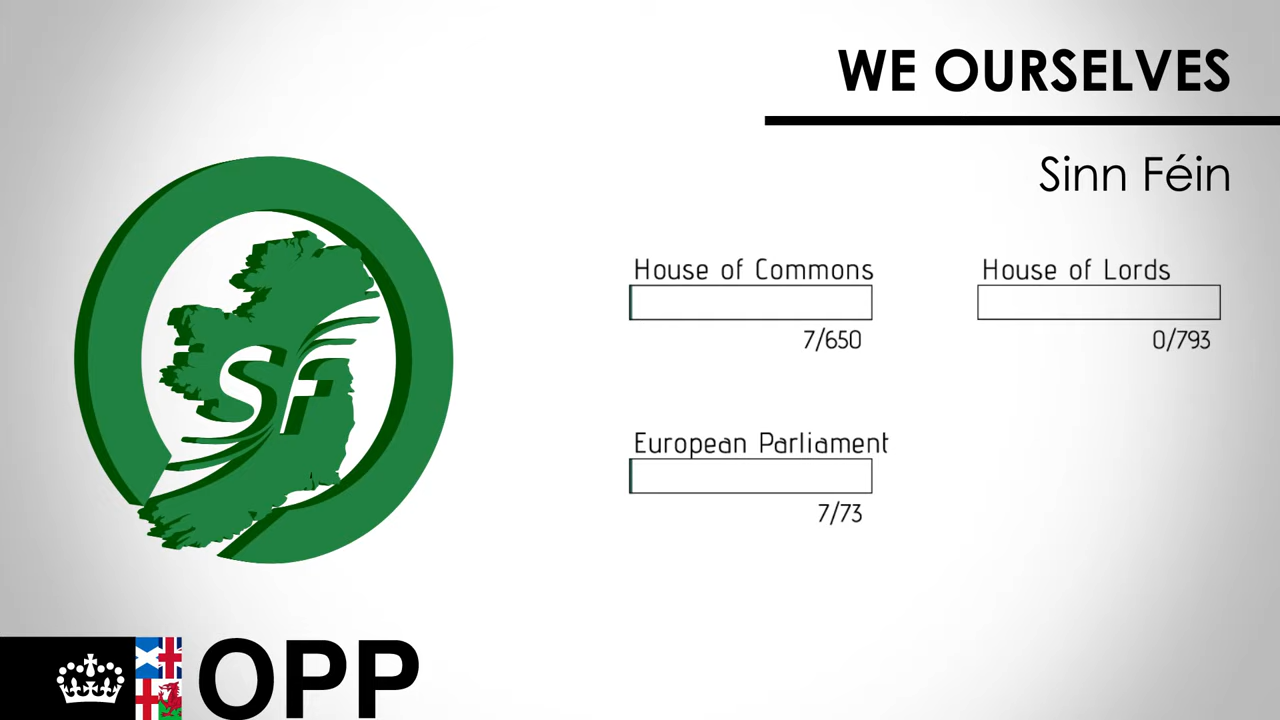 WE OURSELVES
Sinn Féin
House of Commons
7/650
House of Lords
0/793
European Parliament
7/73
SF
OPP